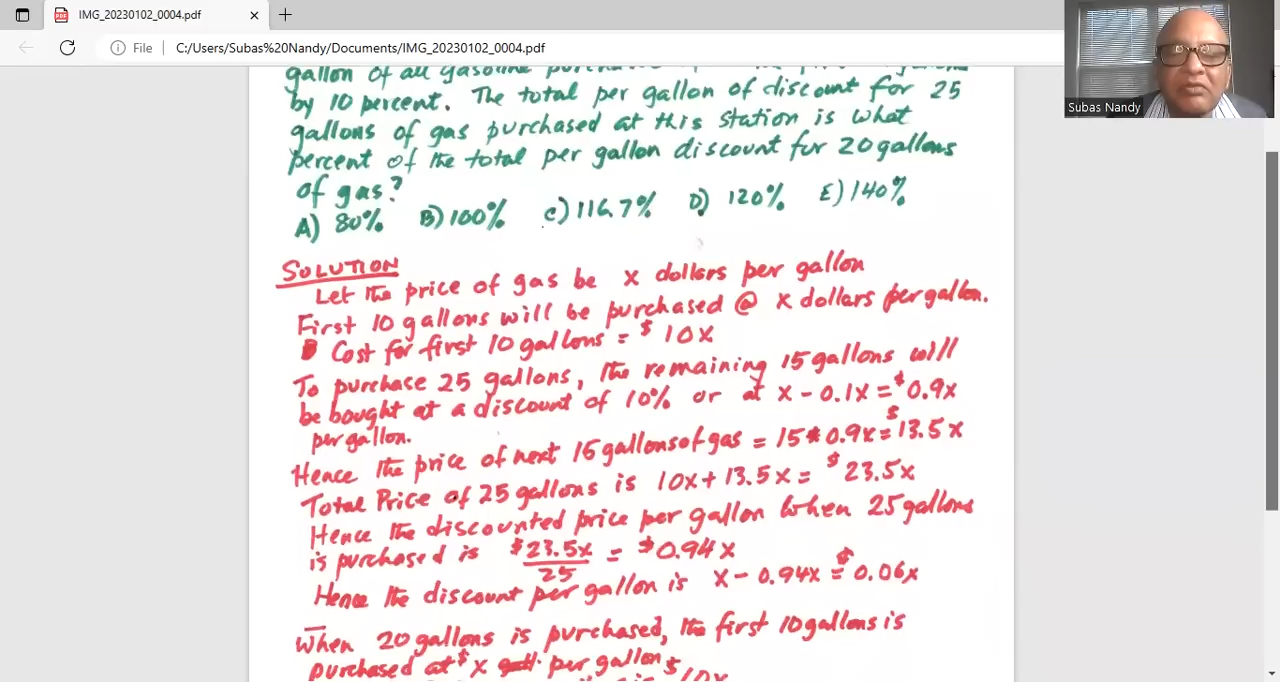 IMG_20230102_0004.pdf
File
C:/Users/Subas%20Nandy/Documents/IMG_20230102_0004.pdf
Subas Nandy
gallon of all gasoline
by 10 percent. The total per gallon of discount for 25
gallons of gas purchased at this station is what
percent of the total per gallon discount for 20 gallons
of gas?
A) 80% B) 100% C) 116.7% D) 120% E) 140%
SOLUTION
Let the price of gas be x dollars per gallon
First 10 gallons will be purchased @ x dollars per gallon.
Cost for first 10 gallons = $10x
To purchase 25 gallons, the remaining 15 gallons will
be bought at a discount of 10% or at x - 0.1x = $0.9x
per gallon.
Hence the price of next 15 gallons of gas = 15*0.9x = $13.5x
Total Price of 25 gallons is 10x + 13.5x = $23.5x
Hence the discounted price per gallon when 25 gallons
is purchased is $23.5x/25 = $0.94x
Hence the discount per gallon is x - 0.94x = $0.06x
When 20 gallons is purchased, the first 10 gallons is
purchased at $x per gallon